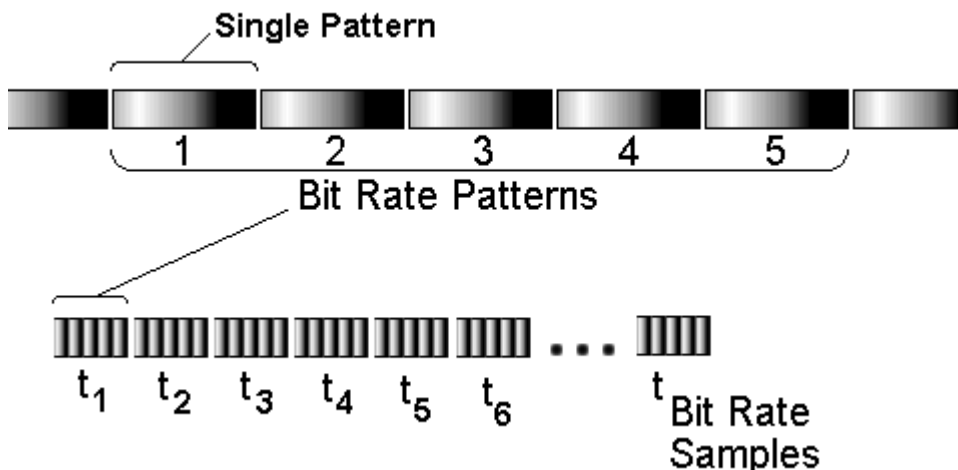 Single Pattern
1 2 3 4 5
Bit Rate Patterns
t1 t2 t3 t4 t5 t6 ... t Bit Rate
Samples